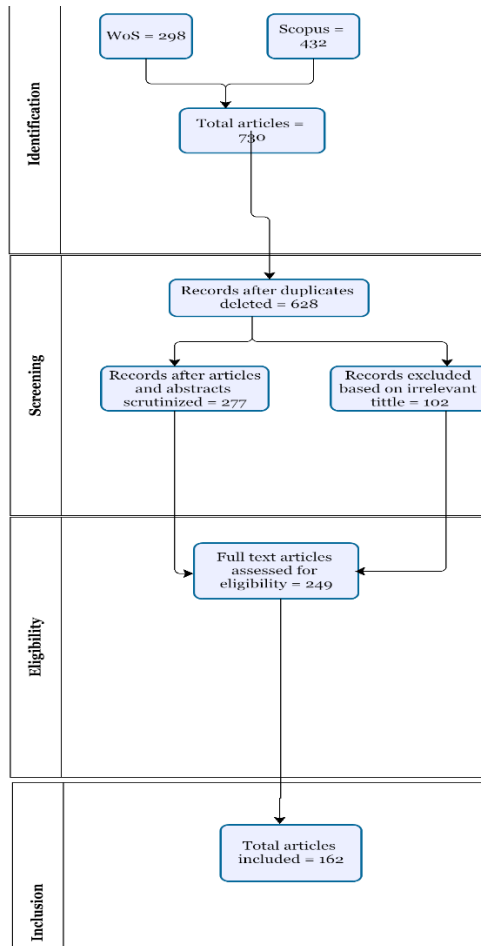 WoS = 298
Scopus =
432
Total articles =
730
Identification
Records after duplicates
deleted = 628
Records after articles
and abstracts
scrutinized = 277
Records excluded
based on irrelevant
tittle = 102
Screening
Full text articles
assessed for
eligibility = 249
Eligibility
Total articles
included = 162
Inclusion